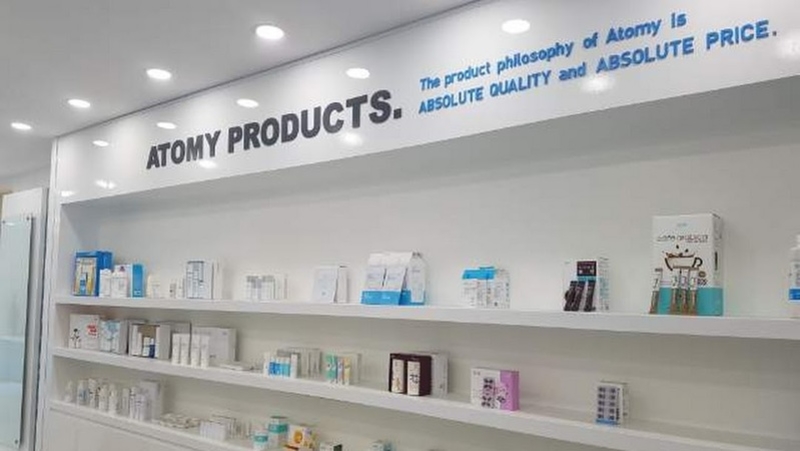 ATOMY PRODUCTS.
The product philosophy of Atomy is
ABSOLUTE QUALITY and ABSOLUTE PRICE.